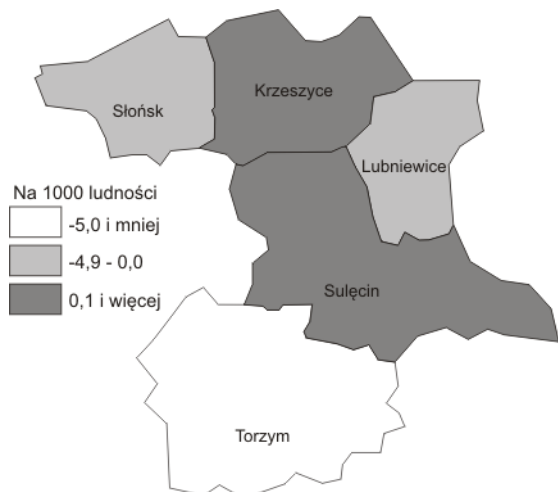 Krzeszyce
Słońsk
Lubniewice
Na 1000 ludności
-5,0 i mniej
-4,9 - 0,0
0,1 i więcej
Sulęcin
Torzym